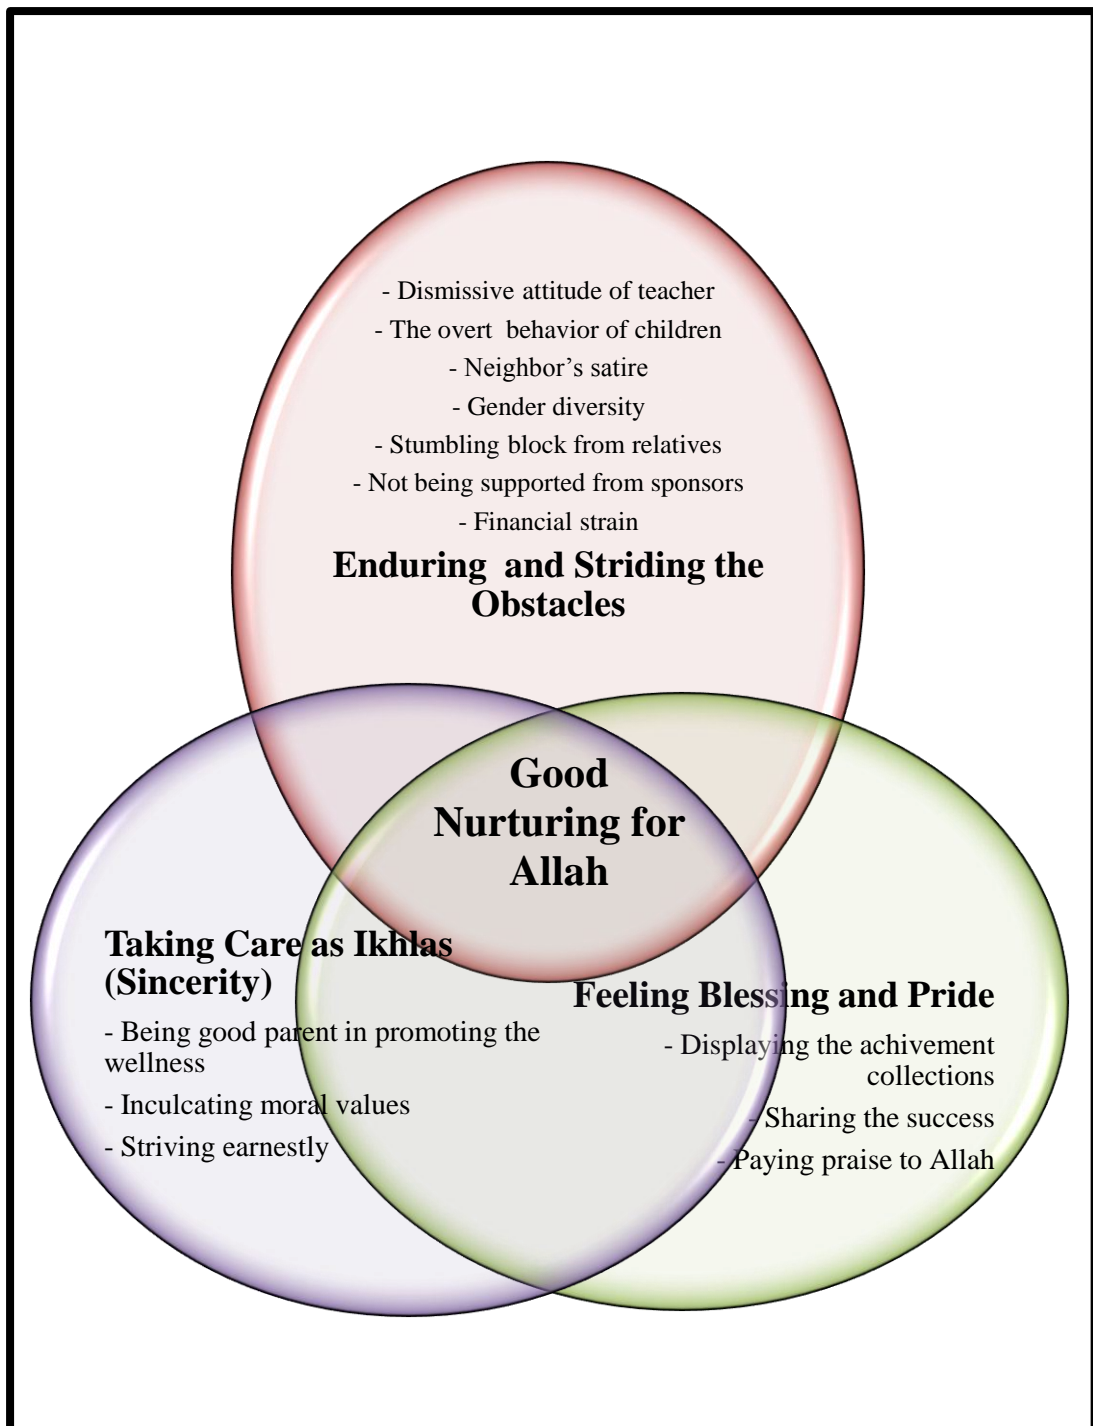 - Dismissive attitude of teacher
- The overt  behavior of children
- Neighbor’s satire
- Gender diversity
- Stumbling block from relatives
- Not being supported from sponsors
- Financial strain
Enduring  and Striding the
Obstacles
Good
Nurturing for
Allah
Taking Care as Ikhlas
(Sincerity)
- Being good parent in promoting the
wellness
- Inculcating moral values
- Striving earnestly
Feeling Blessing and Pride
- Displaying the achivement
collections
- Sharing the success
- Paying praise to Allah